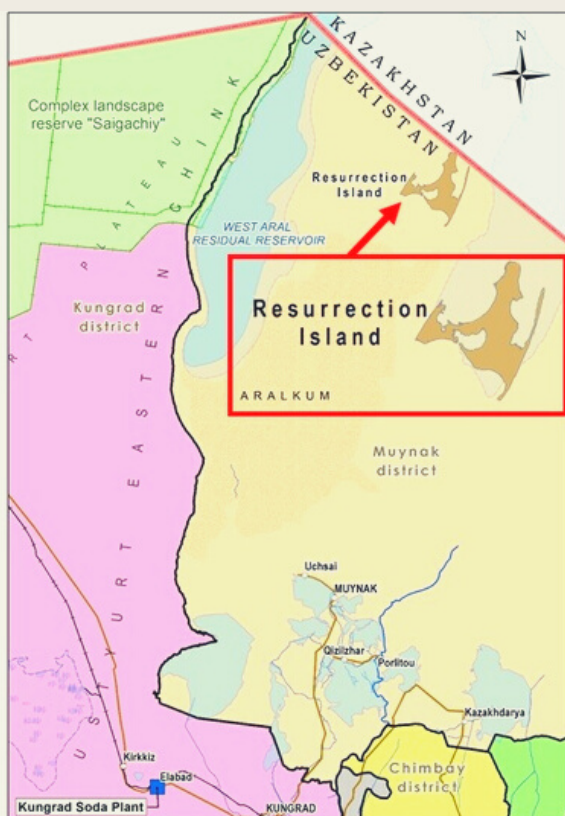 KAZAKHSTAN
UZBEKISTAN
N
Complex landscape
reserve "Saigachiy"
Resurrection
Island
WEST ARAL
RESIDUAL RESERVOIR
PLATEAU
CHINK
Kungrad
district
Resurrection
Island
ARALKUM
USKYURT EASTERN
Muynak
district
Uchsai
MUYNAK
Qizilzhar
Porlitou
Kazakhdarya
Kirkkiz
Elabad
Chimbay
district
Kungrad Soda Plant
KUNGRAD